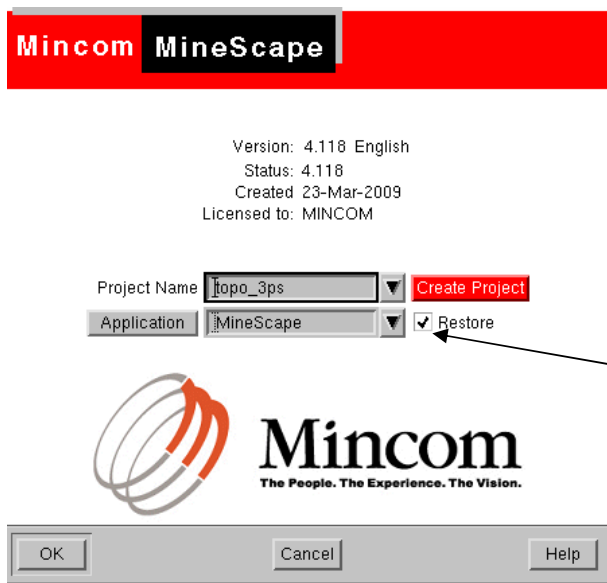 Mincom MineScape
Version: 4.118 English
Status: 4.118
Created 23-Mar-2009
Licensed to: MINCOM
Project Name topo_3ps Create Project
Application MineScape Restore
Mincom
The People. The Experience. The Vision.
OK Cancel Help